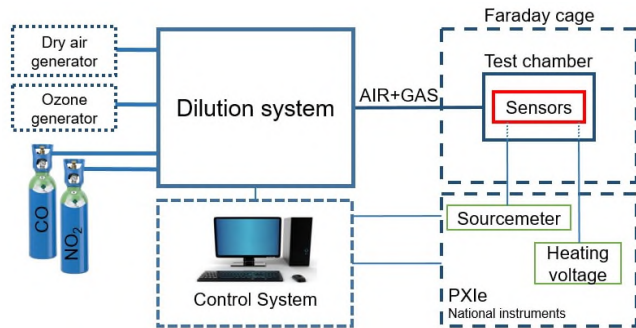 Faraday cage
Dry air
generator
Ozone
generator
Dilution system
AIR+GAS
Test chamber
Sensors
CO
NO2
Control System
Sourcemeter
Heating
voltage
PXIe
National instruments